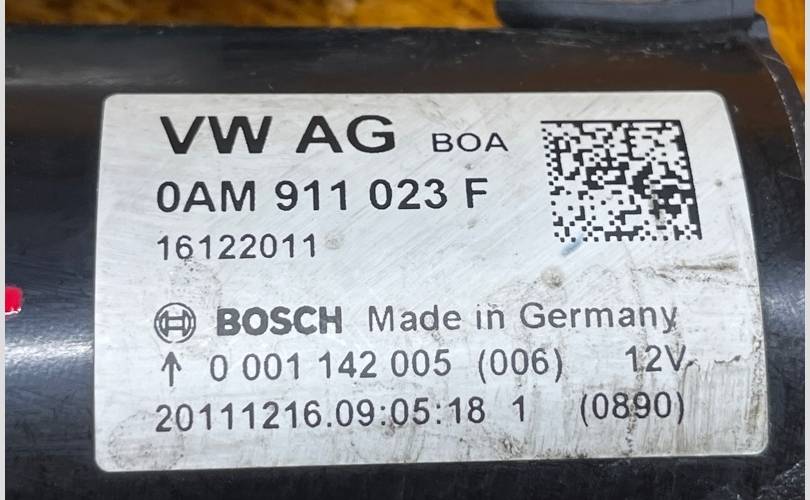 VW AG BOA
0AM 911 023 F
16122011
BOSCH Made in Germany
↑ 0 001 142 005 (006) 12V
20111216.09:05:18 1 (0890)